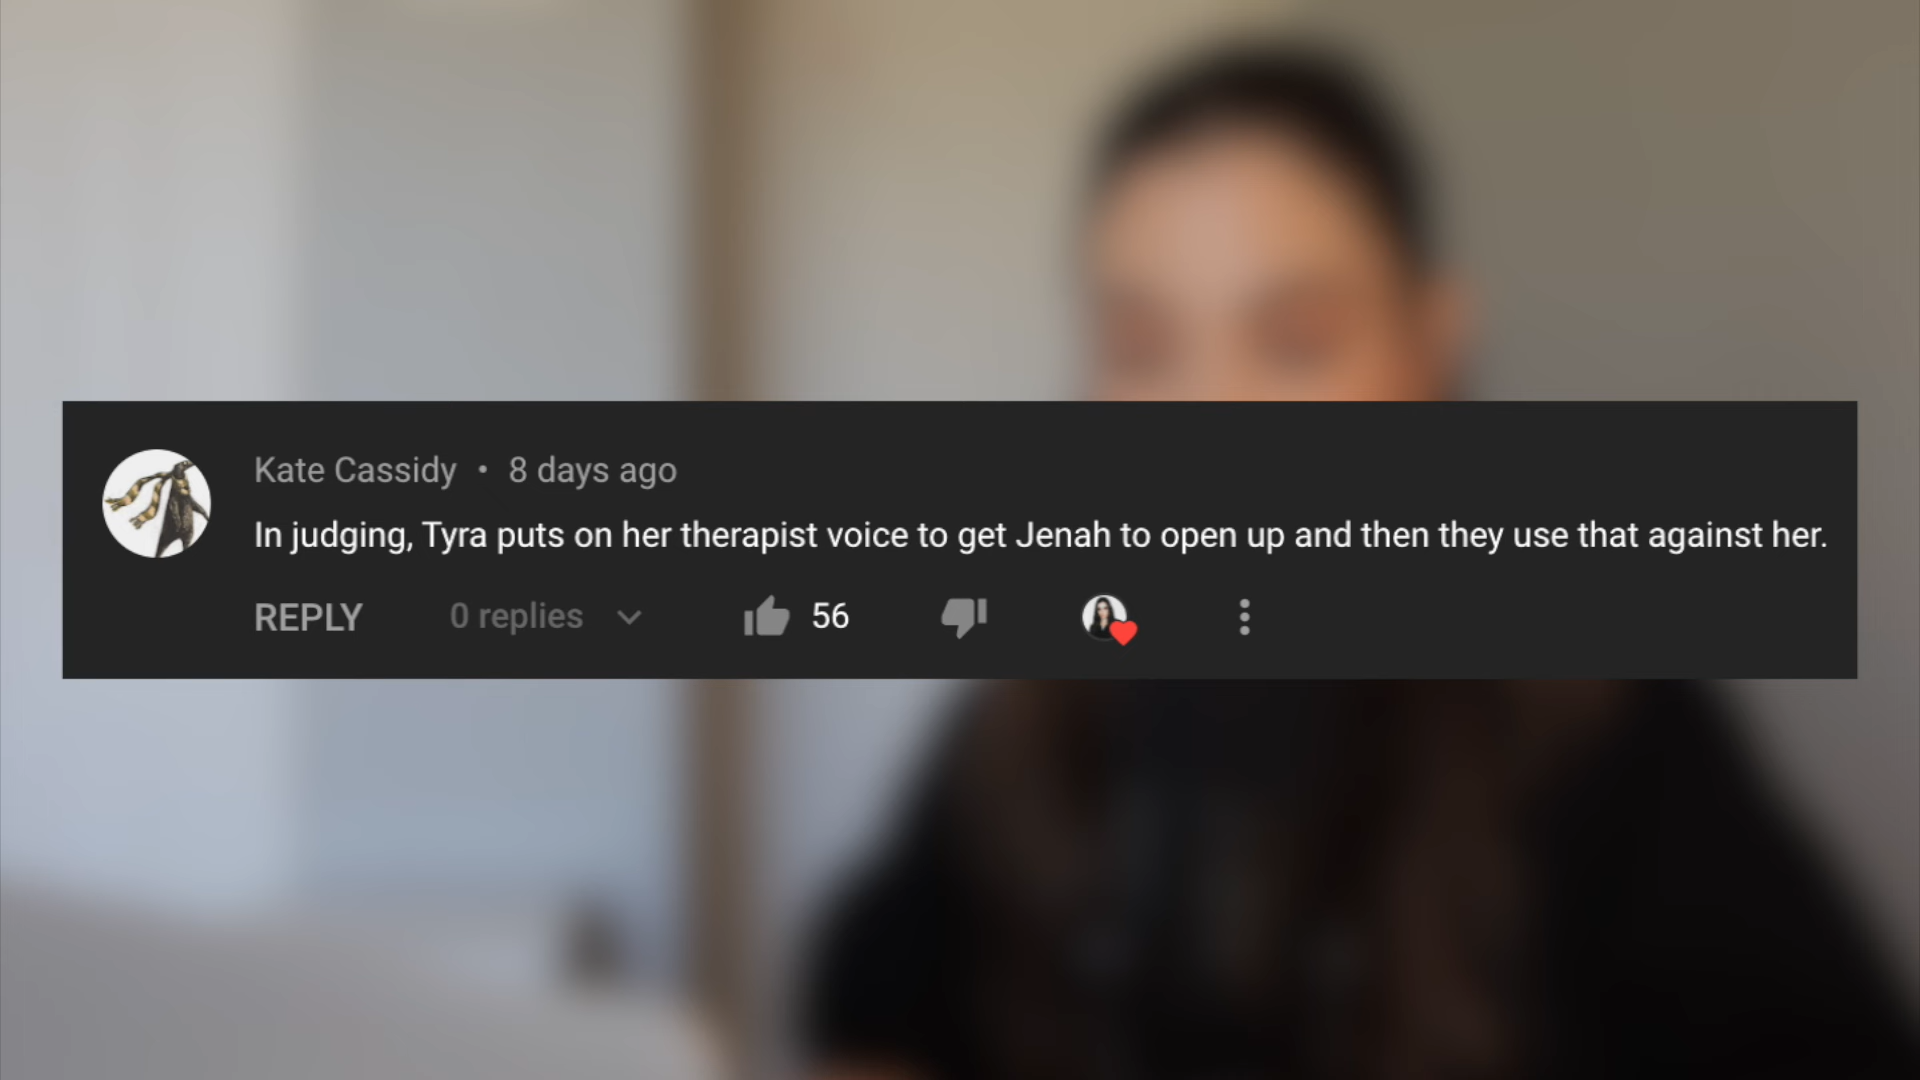 Kate Cassidy • 8 days ago
In judging, Tyra puts on her therapist voice to get Jenah to open up and then they use that against her.
REPLY 0 replies 56